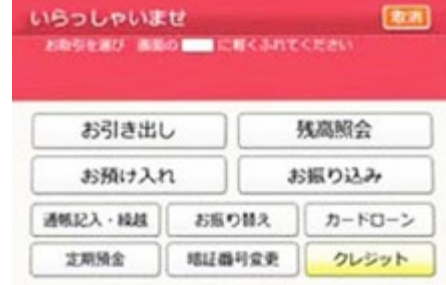 いらっしゃいませ
取消
お取引を選び 画面の に軽くふれてください
お引き出し
残高照会
お預け入れ
お振り込み
通帳記入・繰越
お振り替え
カードローン
定期預金
暗証番号変更
クレジット